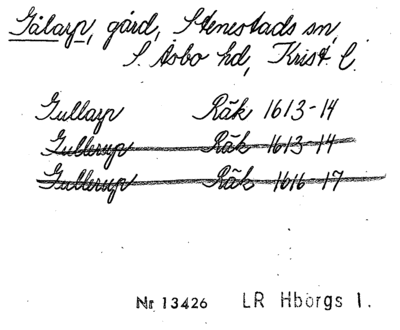 Gälarp, gård, Stenestads sn,
S. Åsbo hd, Krist. l.
Gullarp Räk 1613-14
Gullerup Räk 1613-14
Gullerup Räk 1616-17
Nr 13426 LR Hborgs l.